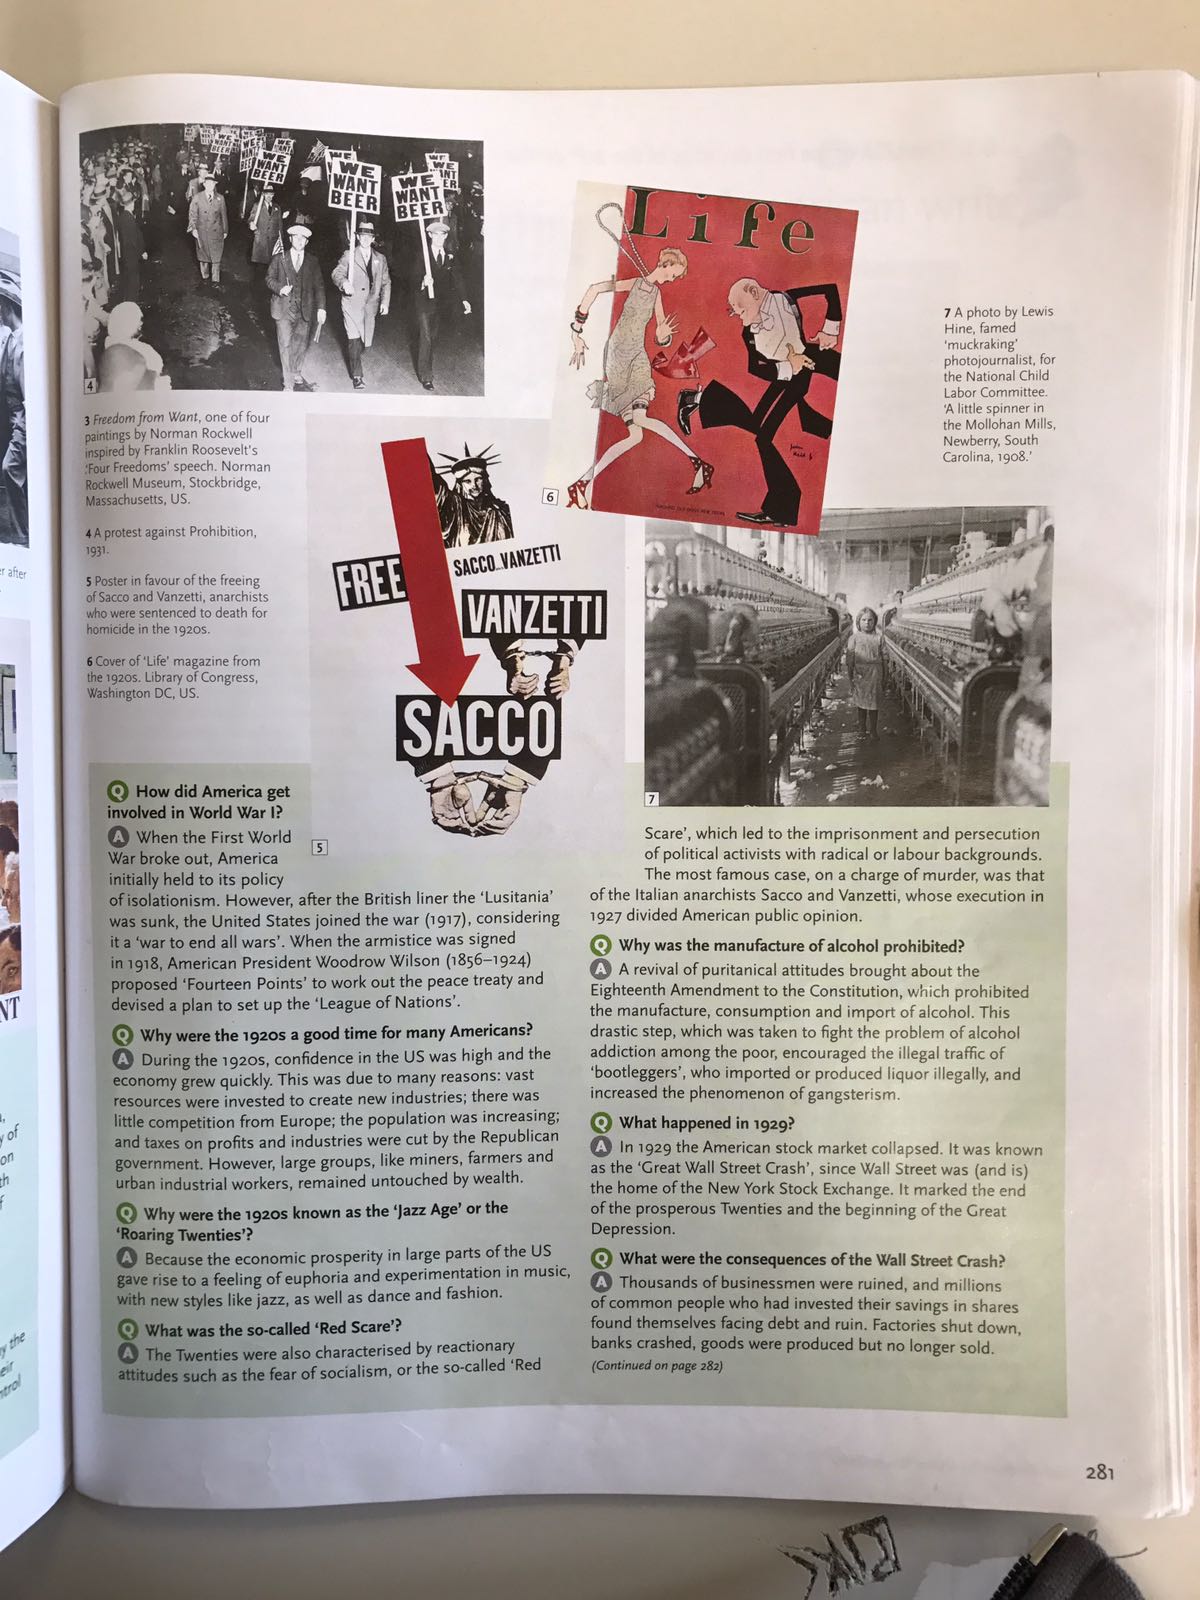 WE WANT BEER
WE WANT BEER
WE WANT BEER
4
Life
6
3 Freedom from Want, one of four
paintings by Norman Rockwell
inspired by Franklin Roosevelt's
'Four Freedoms' speech. Norman
Rockwell Museum, Stockbridge,
Massachusetts, US.
4 A protest against Prohibition,
1931.
5 Poster in favour of the freeing
of Sacco and Vanzetti, anarchists
who were sentenced to death for
homicide in the 1920s.
6 Cover of 'Life' magazine from
the 1920s. Library of Congress,
Washington DC, US.
FREE
SACCO...VANZETTI
VANZETTI
SACCO
5
7 A photo by Lewis
Hine, famed
'muckraking'
photojournalist, for
the National Child
Labor Committee.
'A little spinner in
the Mollohan Mills,
Newberry, South
Carolina, 1908.'
7
Q How did America get
involved in World War I?
A When the First World
War broke out, America
initially held to its policy
of isolationism. However, after the British liner the 'Lusitania'
was sunk, the United States joined the war (1917), considering
it a 'war to end all wars'. When the armistice was signed
in 1918, American President Woodrow Wilson (1856–1924)
proposed 'Fourteen Points' to work out the peace treaty and
devised a plan to set up the 'League of Nations'.
Q Why were the 1920s a good time for many Americans?
A During the 1920s, confidence in the US was high and the
economy grew quickly. This was due to many reasons: vast
resources were invested to create new industries; there was
little competition from Europe; the population was increasing;
and taxes on profits and industries were cut by the Republican
government. However, large groups, like miners, farmers and
urban industrial workers, remained untouched by wealth.
Q Why were the 1920s known as the 'Jazz Age' or the
'Roaring Twenties'?
A Because the economic prosperity in large parts of the US
gave rise to a feeling of euphoria and experimentation in music,
with new styles like jazz, as well as dance and fashion.
Q What was the so-called 'Red Scare'?
A The Twenties were also characterised by reactionary
attitudes such as the fear of socialism, or the so-called 'Red
Scare', which led to the imprisonment and persecution
of political activists with radical or labour backgrounds.
The most famous case, on a charge of murder, was that
of the Italian anarchists Sacco and Vanzetti, whose execution in
1927 divided American public opinion.
Q Why was the manufacture of alcohol prohibited?
A A revival of puritanical attitudes brought about the
Eighteenth Amendment to the Constitution, which prohibited
the manufacture, consumption and import of alcohol. This
drastic step, which was taken to fight the problem of alcohol
addiction among the poor, encouraged the illegal traffic of
'bootleggers', who imported or produced liquor illegally, and
increased the phenomenon of gangsterism.
Q What happened in 1929?
A In 1929 the American stock market collapsed. It was known
as the 'Great Wall Street Crash', since Wall Street was (and is)
the home of the New York Stock Exchange. It marked the end
of the prosperous Twenties and the beginning of the Great
Depression.
Q What were the consequences of the Wall Street Crash?
A Thousands of businessmen were ruined, and millions
of common people who had invested their savings in shares
found themselves facing debt and ruin. Factories shut down,
banks crashed, goods were produced but no longer sold.
(Continued on page 282)
281